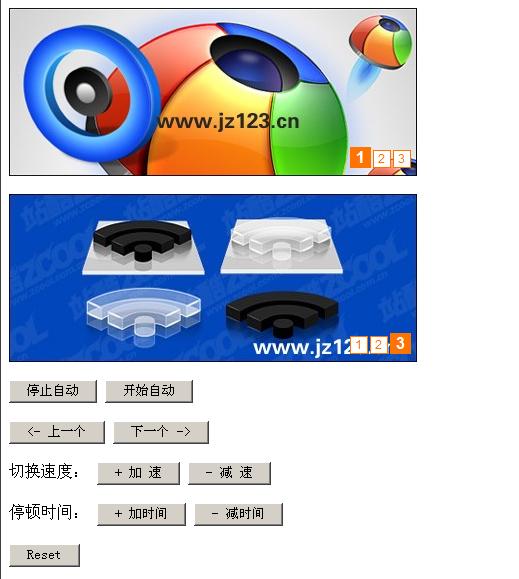 www.jz123.cn
1 2 3
1 2 3
停止自动 开始自动
<- 上一个 下一个 ->
切换速度： + 加 速 - 减 速
停顿时间： + 加时间 - 减时间
Reset